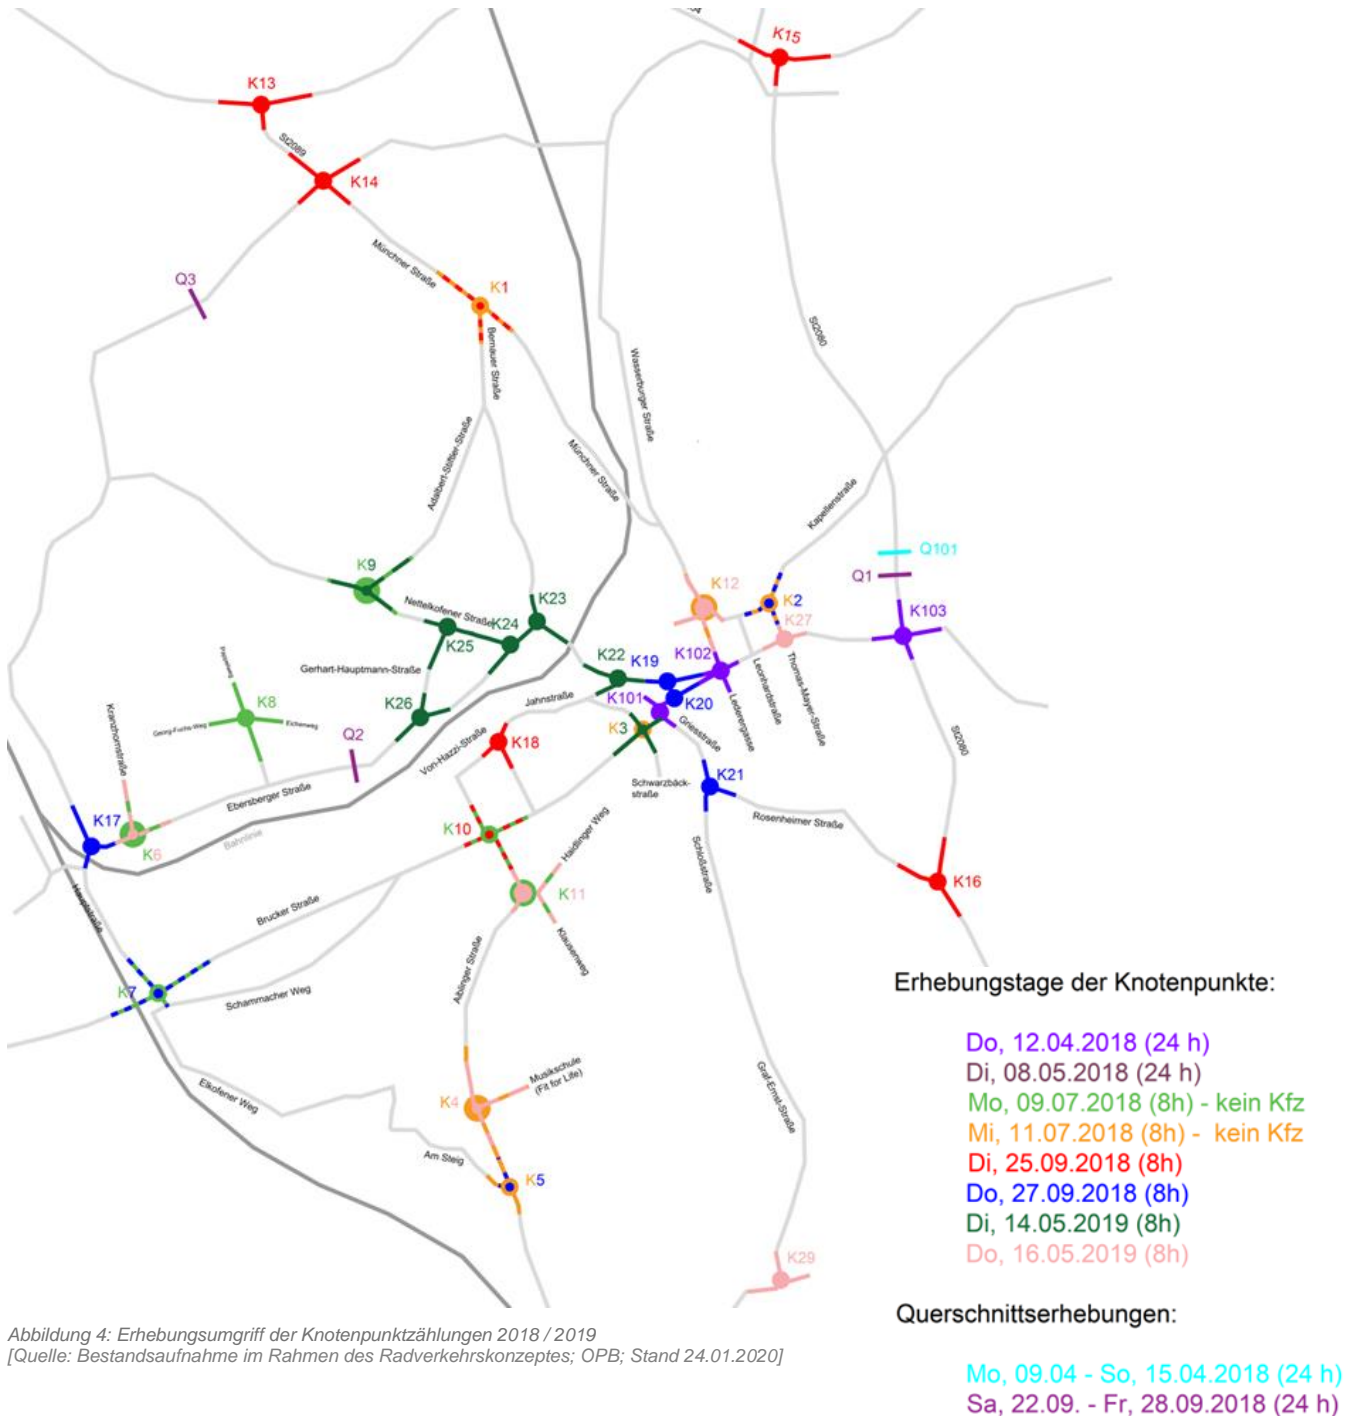 K15
K13
St2089
K14
Münchner Straße
Q3
K1
Bernauer Straße
St2080
Wasserburger Straße
Adalbert-Stifter-Straße
Münchner Straße
Kapellenstraße
Q101
K9
Q1
K12
K2
Nettelkofener Straße
K23
K27
K103
K24
K25
K102
K22
K19
Gerhart-Hauptmann-Straße
Leonhardstraße
Thomas-Mayer-Straße
K8
Georg-Fuchs-Weg
Eichenweg
Kranzhornstraße
K26
Jahnstraße
K101
K20
Lederergasse
Griesstraße
K3
Q2
Von-Hazzi-Straße
K18
St2080
Schwarzbäck-
straße
K21
Ebersberger Straße
Rosenheimer Straße
K17
K6
Bahnlinie
K10
Haidlinger Weg
Schloßstraße
K16
K11
Hauptstraße
Brucker Straße
Klausenweg
Aiblinger Straße
K7
Schammacher Weg
Elkofener Weg
Musikschule
(Fit for Life)
K4
Graf-Ernst-Straße
Am Steig
K5
K29
Erhebungstage der Knotenpunkte:
Do, 12.04.2018 (24 h)
Di, 08.05.2018 (24 h)
Mo, 09.07.2018 (8h) - kein Kfz
Mi, 11.07.2018 (8h) - kein Kfz
Di, 25.09.2018 (8h)
Do, 27.09.2018 (8h)
Di, 14.05.2019 (8h)
Do, 16.05.2019 (8h)
Querschnittserhebungen:
Mo, 09.04 - So, 15.04.2018 (24 h)
Sa, 22.09. - Fr, 28.09.2018 (24 h)
Abbildung 4: Erhebungsumgriff der Knotenpunktzählungen 2018 / 2019
[Quelle: Bestandsaufnahme im Rahmen des Radverkehrskonzeptes; OPB; Stand 24.01.2020]